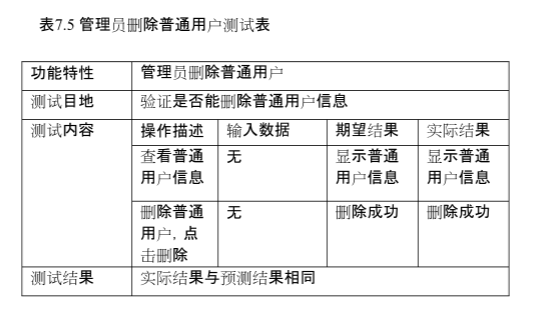 表7.5 管理员删除普通用户测试表
功能特性 管理员删除普通用户
测试目地 验证是否能删除普通用户信息
测试内容 操作描述 输入数据 期望结果 实际结果
查看普通 无 显示普通 显示普通
用户信息 用户信息 用户信息
删除普通 无 删除成功 删除成功
用户，点
击删除
测试结果 实际结果与预测结果相同